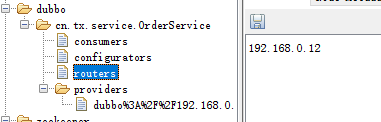 dubbo
cn.tx.service.OrderService
consumers
configurators
routers
providers
dubbo%3A%2F%2F192.168.0.
192.168.0.12